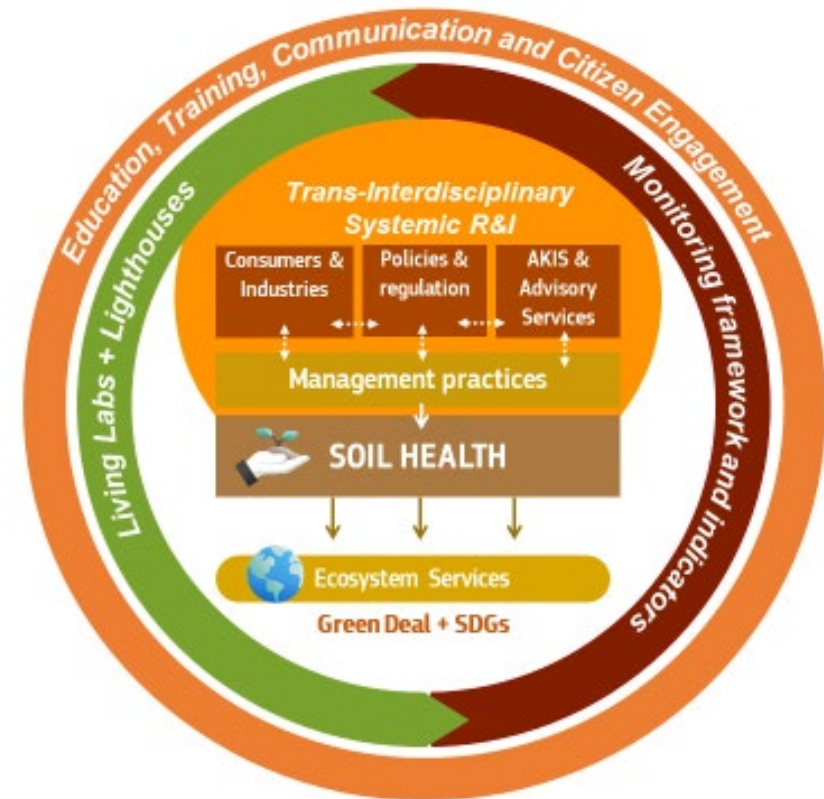 Education, Training, Communication and Citizen Engagement
Living Labs + Lighthouses
Monitoring framework and indicators
Trans-Interdisciplinary
Systemic R&I
Consumers &
Industries
Policies &
regulation
AKIS &
Advisory
Services
Management practices
SOIL HEALTH
Ecosystem Services
Green Deal + SDGs